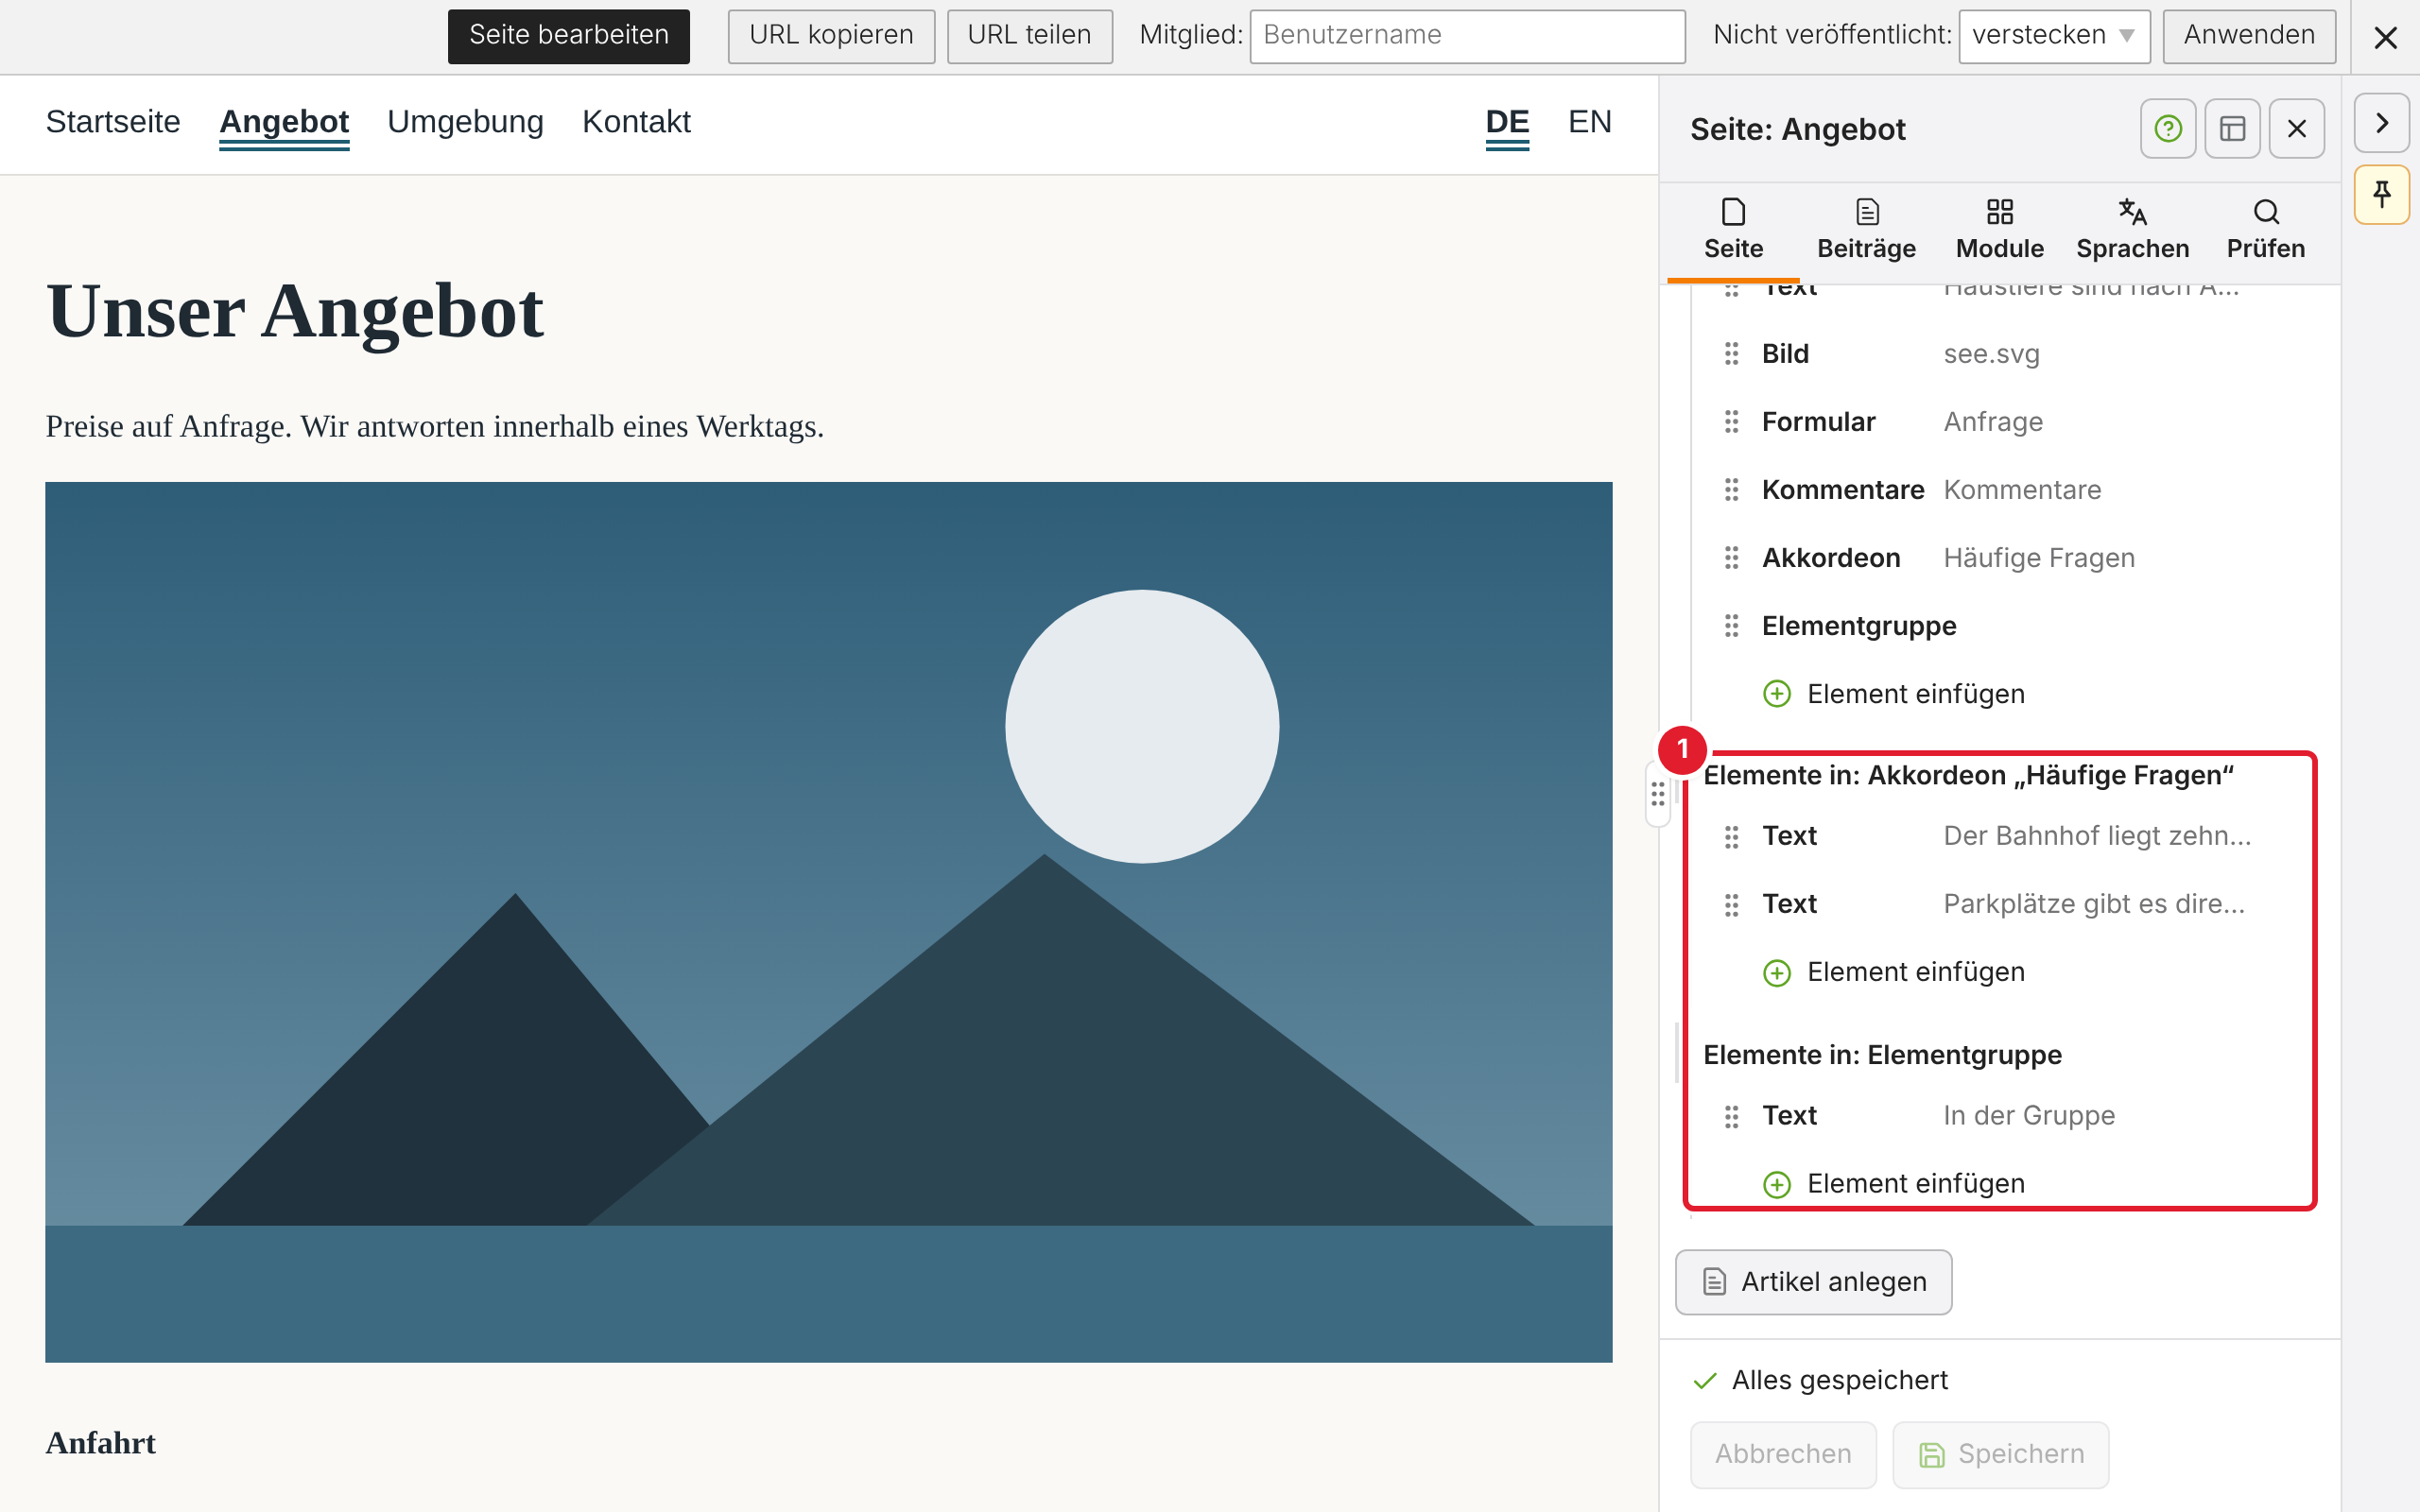 Seite bearbeiten URL kopieren URL teilen Mitglied: Benutzername Nicht veröffentlicht: verstecken Anwenden
Startseite Angebot Umgebung Kontakt DE EN
Unser Angebot
Preise auf Anfrage. Wir antworten innerhalb eines Werktags.
Anfahrt
Seite: Angebot
Seite Beiträge Module Sprachen Prüfen
Text Haustiere sind nach A...
Bild see.svg
Formular Anfrage
Kommentare Kommentare
Akkordeon Häufige Fragen
Elementgruppe
Element einfügen
1
Elemente in: Akkordeon „Häufige Fragen“
Text Der Bahnhof liegt zehn...
Text Parkplätze gibt es dire...
Element einfügen
Elemente in: Elementgruppe
Text In der Gruppe
Element einfügen
Artikel anlegen
Alles gespeichert
Abbrechen Speichern